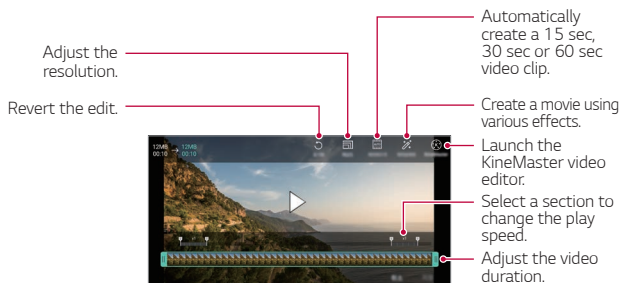 Adjust the
resolution.
Revert the edit.
Automatically
create a 15 sec,
30 sec or 60 sec
video clip.
Create a movie using
various effects.
Launch the
KineMaster video
editor.
Select a section to
change the play
speed.
Adjust the video
duration.
12MB 12MB
00:10 00:10